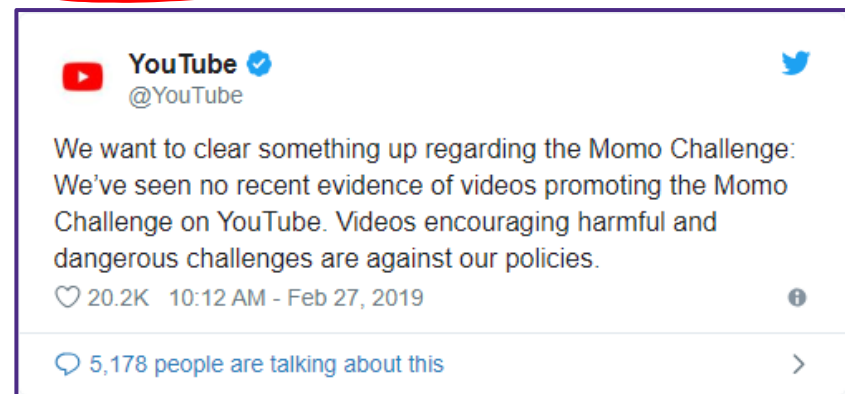 YouTube
@YouTube
We want to clear something up regarding the Momo Challenge:
We've seen no recent evidence of videos promoting the Momo
Challenge on YouTube. Videos encouraging harmful and
dangerous challenges are against our policies.
20.2K 10:12 AM - Feb 27, 2019
5,178 people are talking about this